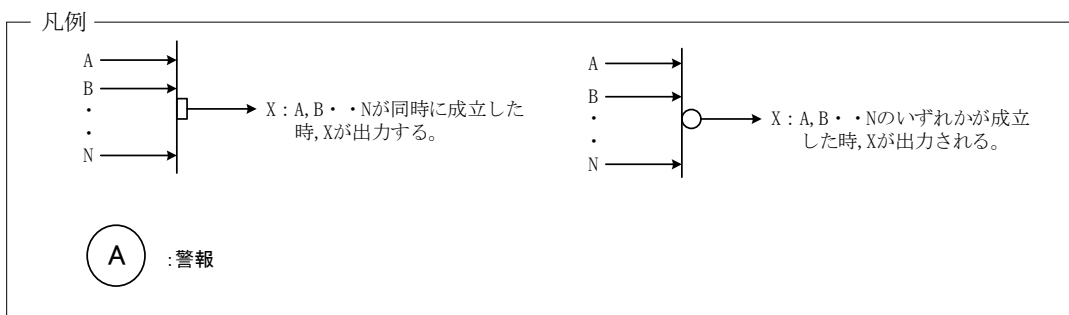 凡例
A
B
・
・
N
X：A,B・・Nが同時に成立した
時,Xが出力する。
A
B
・
・
N
X：A,B・・Nのいずれかが成立
した時,Xが出力される。
A
:警報